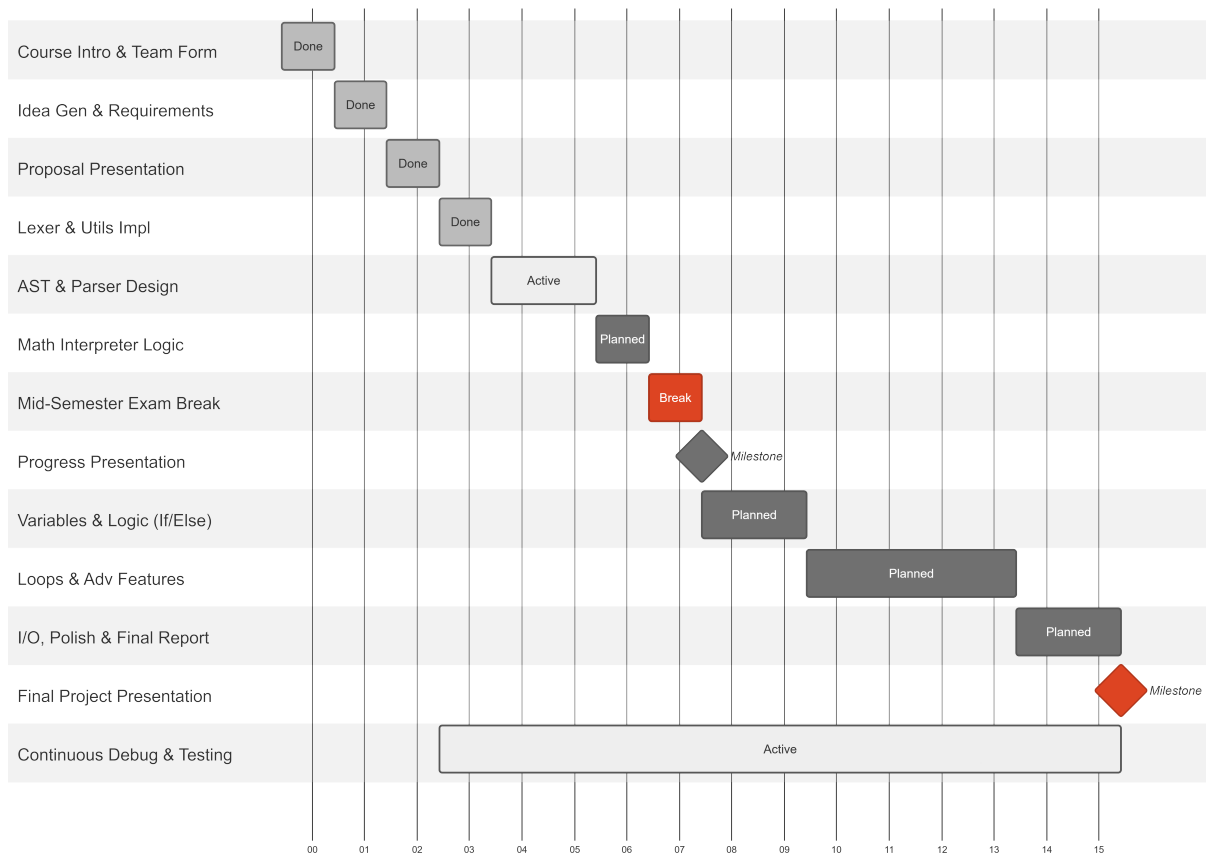 Course Intro & Team Form
Done
Idea Gen & Requirements
Done
Proposal Presentation
Done
Lexer & Utils Impl
Done
AST & Parser Design
Active
Math Interpreter Logic
Planned
Mid-Semester Exam Break
Break
Progress Presentation
Milestone
Variables & Logic (If/Else)
Planned
Loops & Adv Features
Planned
I/O, Polish & Final Report
Planned
Final Project Presentation
Milestone
Continuous Debug & Testing
Active
00 01 02 03 04 05 06 07 08 09 10 11 12 13 14 15